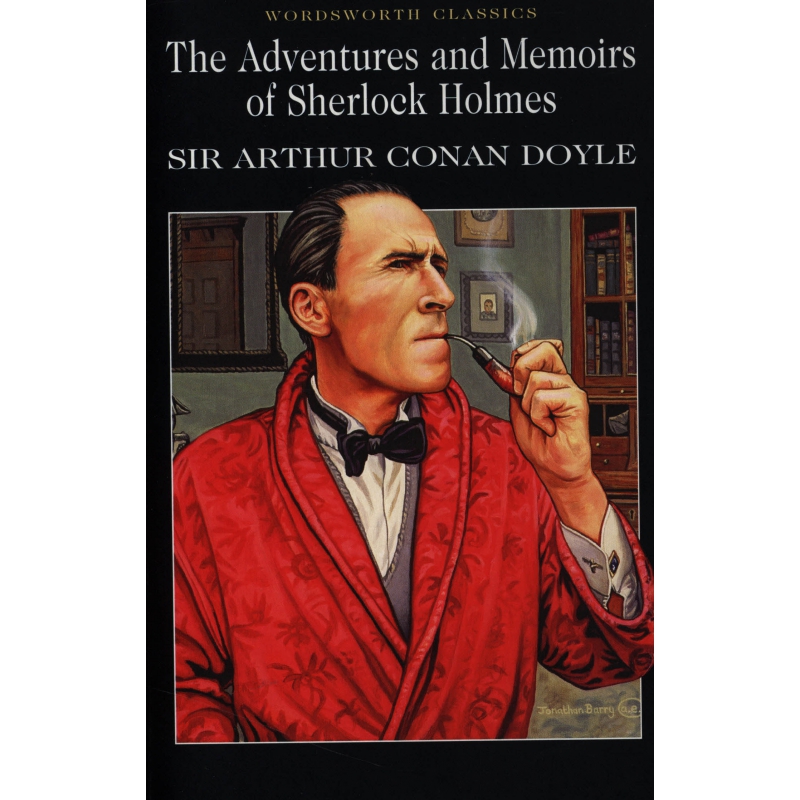 WORDSWORTH CLASSICS
The Adventures and Memoirs
of Sherlock Holmes
SIR ARTHUR CONAN DOYLE
Jonathan Barry